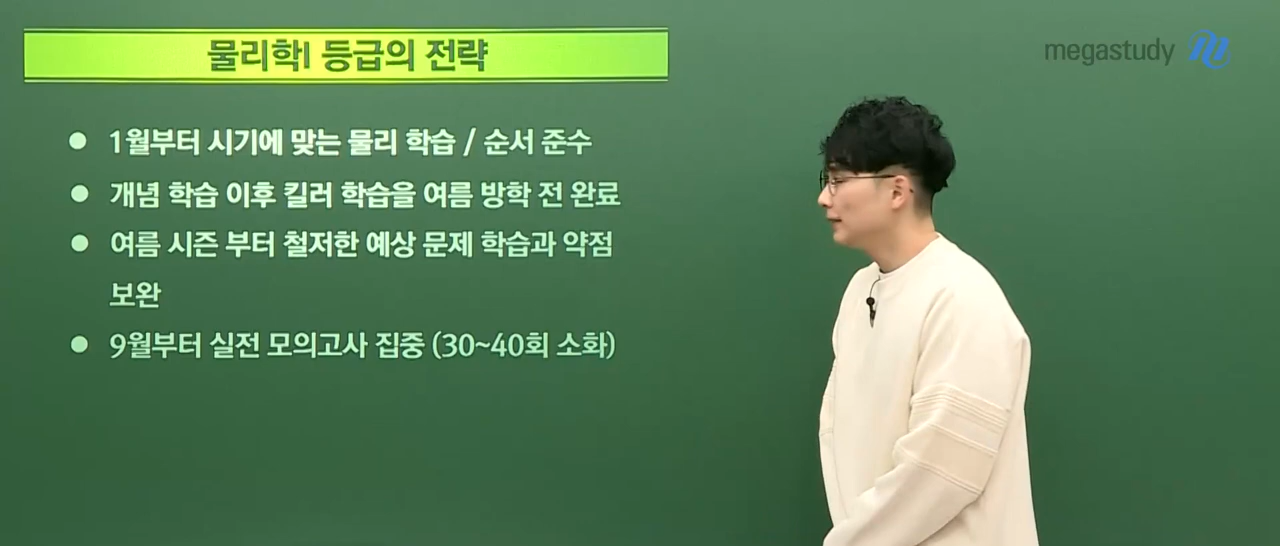 물리학I 등급의 전략
megastudy
● 1월부터 시기에 맞는 물리 학습 / 순서 준수
● 개념 학습 이후 킬러 학습을 여름 방학 전 완료
● 여름 시즌 부터 철저한 예상 문제 학습과 약점
보완
● 9월부터 실전 모의고사 집중 (30~40회 소화)